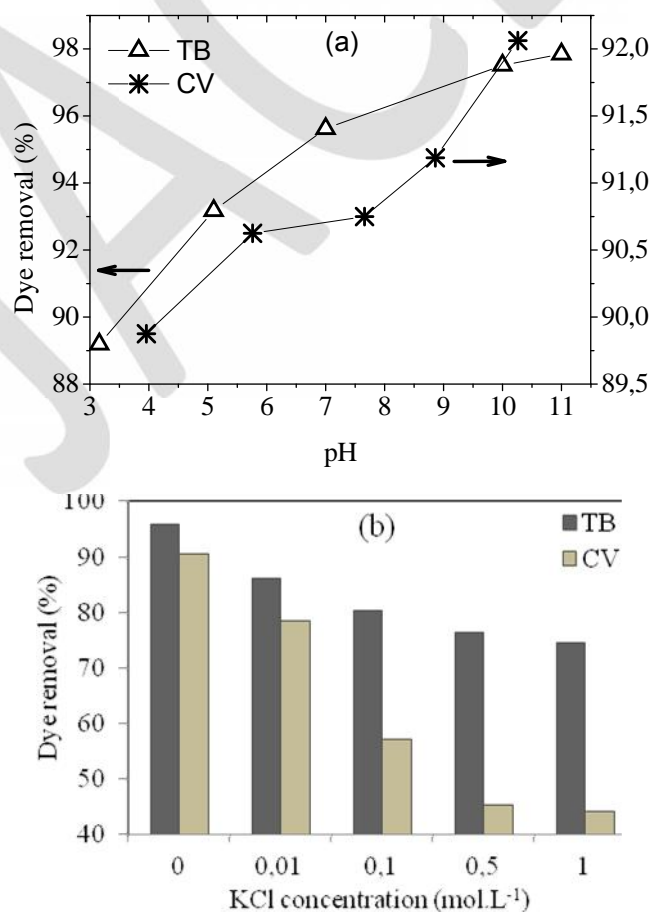 (a)
TB
CV
Dye removal (%)
98
96
94
92
90
88
92,0
91,5
91,0
90,5
90,0
89,5
3 4 5 6 7 8 9 10 11
pH
(b)
TB
CV
Dye removal (%)
100
90
80
70
60
50
40
0 0,01 0,1 0,5 1
KCl concentration (mol.L⁻¹)